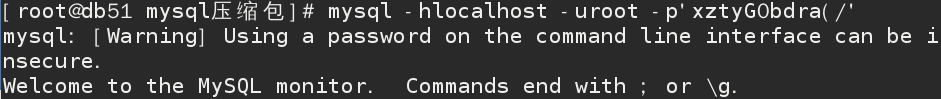 [root@db51 mysql压缩包]# mysql -hlocalhost -uroot -p'xztyGObdra(/'
mysql: [Warning] Using a password on the command line interface can be i
nsecure.
Welcome to the MySQL monitor.  Commands end with ; or \g.